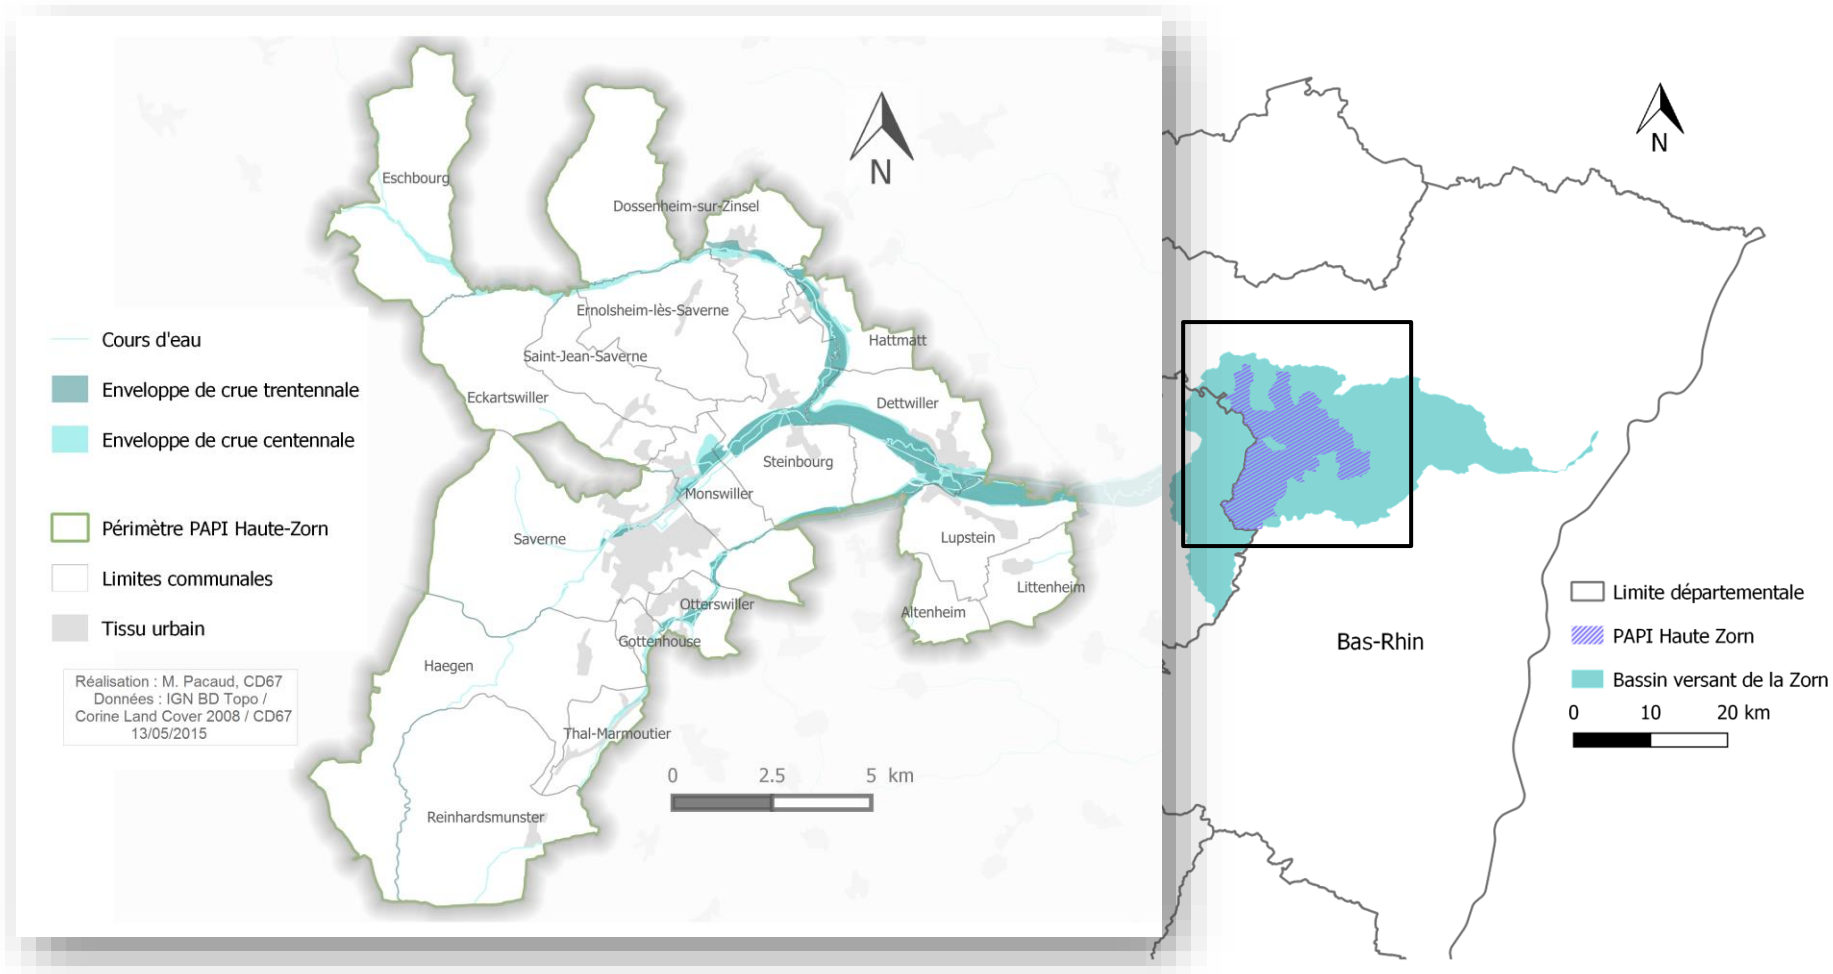 Eschbourg
Dossenheim-sur-Zinsel
N
N
Ernolsheim-lès-Saverne
Saint-Jean-Saverne
Hattmatt
Eckartswiller
Dettwiller
Steinbourg
Monswiller
Saverne
Lupstein
Littenheim
Altenheim
Otterswiller
Gottenhouse
Haegen
Thal-Marmoutier
Reinhardsmunster
Cours d'eau
Enveloppe de crue trentennale
Enveloppe de crue centennale
Périmètre PAPI Haute-Zorn
Limites communales
Tissu urbain
Réalisation : M. Pacaud, CD67
Données : IGN BD Topo /
Corine Land Cover 2008 / CD67
13/05/2015
0 2.5 5 km
Bas-Rhin
Limite départementale
PAPI Haute Zorn
Bassin versant de la Zorn
0 10 20 km